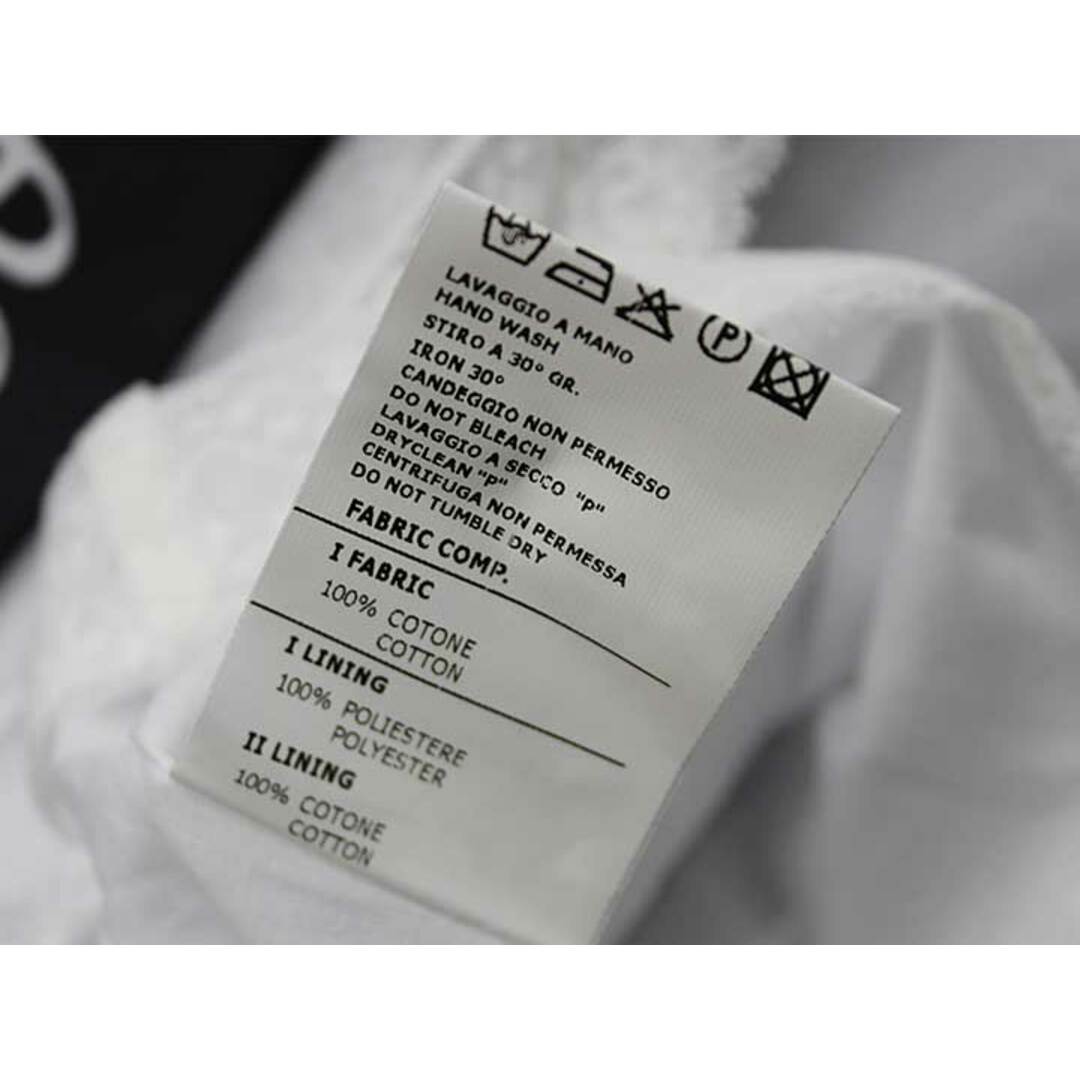 P
LAVAGGIO A MANO
HAND WASH
STIRO A 30° GR.
IRON 30°
CANDEGGIO NON PERMESSO
DO NOT BLEACH
LAVAGGIO A SECCO "P"
DRYCLEAN "P"
CENTRIFUGA NON PERMESSA
DO NOT TUMBLE DRY
FABRIC COMP.
I FABRIC
100% COTONE
COTTON
I LINING
100% POLIESTERE
POLYESTER
II LINING
100% COTONE
COTTON